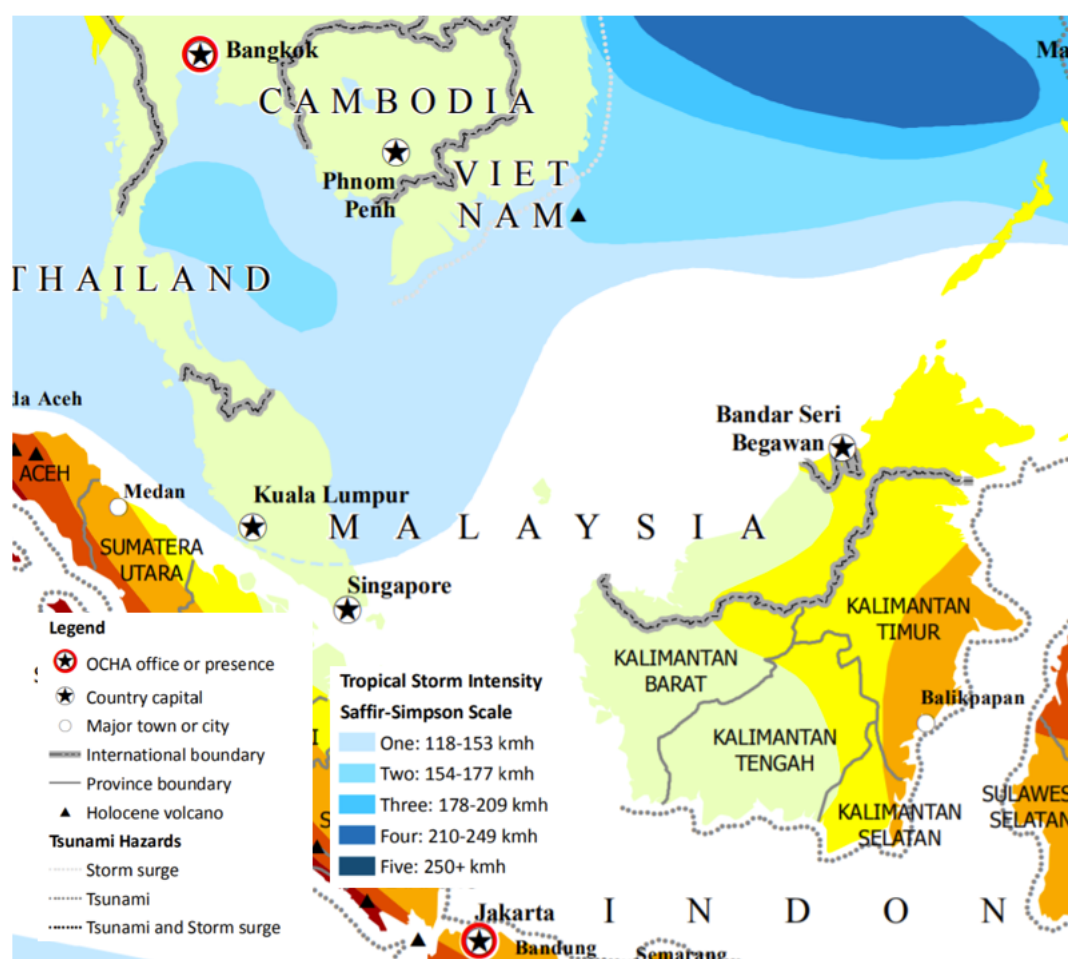 Bangkok
Ma
CAMBODIA
Phnom
Penh
VIET
NAM
THAILAND
da Aceh
ACEH
Medan
Bandar Seri
Begawan
Kuala Lumpur
MALAYSIA
SUMATERA
UTARA
Singapore
KALIMANTAN
TIMUR
KALIMANTAN
BARAT
Balikpapan
KALIMANTAN
TENGAH
KALIMANTAN
SELATAN
SULAWES
SELATAN
Legend
OCHA office or presence
Country capital
Major town or city
International boundary
Province boundary
Holocene volcano
Tsunami Hazards
Storm surge
Tsunami
Tsunami and Storm surge
Tropical Storm Intensity
Saffir-Simpson Scale
One: 118-153 kmh
Two: 154-177 kmh
Three: 178-209 kmh
Four: 210-249 kmh
Five: 250+ kmh
I
S
Jakarta
INDON
Bandung
Semarang